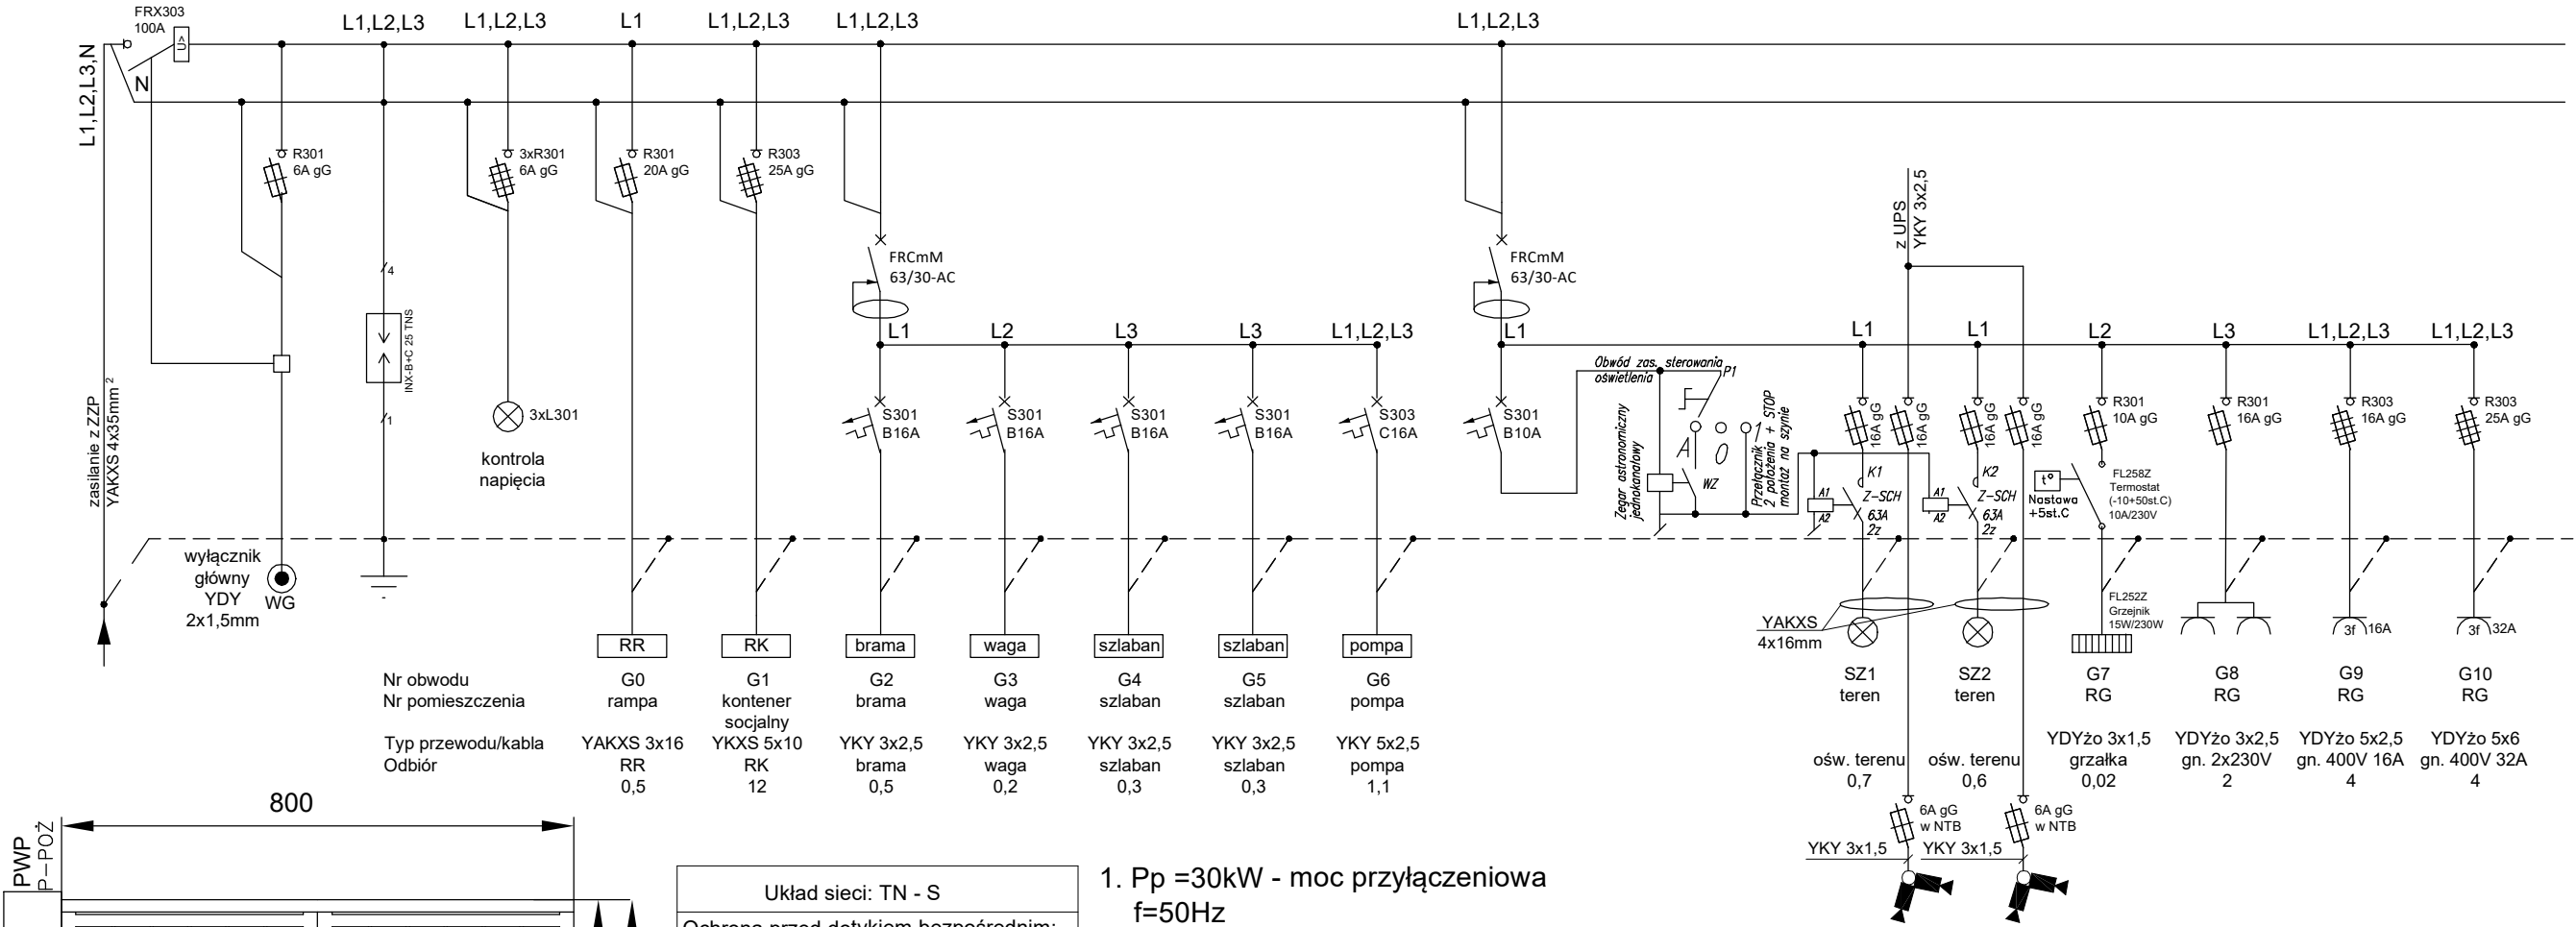 FRX303
100A
U>
L1,L2,L3
L1,L2,L3
L1
L1,L2,L3
L1,L2,L3
L1,L2,L3
L1,L2,L3,N
N
R301
6A gG
3xR301
6A gG
R301
20A gG
R303
25A gG
FRCmM
63/30-AC
FRCmM
63/30-AC
z UPS
YKY 3x2,5
4
INX-B+C 25 TNS
1
L1
L2
L3
L3
L1,L2,L3
L1
L1
L1
L2
L3
L1,L2,L3
L1,L2,L3
zasilanie z ZZP
YAKXS 4x35mm²
3xL301
kontrola
napięcia
S301
B16A
S301
B16A
S301
B16A
S301
B16A
S303
C16A
S301
B10A
Obwód zas. sterowania
oświetlenia
P1
Zegar astronomiczny
jednokanałowy
A
0
1
WZ
Przełącznik
2 położenia + STOP
montaż na szynie
16A gG
16A gG
16A gG
16A gG
R301
10A gG
R301
16A gG
R303
16A gG
R303
25A gG
K1
A1
A2
Z-SCH
63A
2z
K2
A1
A2
Z-SCH
63A
2z
t°
Nastawa
+5st.C
FL258Z
Termostat
(-10+50st.C)
10A/230V
wyłącznik
główny
YDY
2x1,5mm
WG
YAKXS
4x16mm
FL252Z
Grzejnik
15W/230W
3f 16A
3f 32A
RR
RK
brama
waga
szlaban
szlaban
pompa
Nr obwodu
G0
G1
G2
G3
G4
G5
G6
SZ1
SZ2
G7
G8
G9
G10
Nr pomieszczenia
rampa
kontener
socjalny
brama
waga
szlaban
szlaban
pompa
teren
teren
RG
RG
RG
RG
Typ przewodu/kabla
YAKXS 3x16
YKXS 5x10
YKY 3x2,5
YKY 3x2,5
YKY 3x2,5
YKY 3x2,5
YKY 5x2,5
YDYżo 3x1,5
YDYżo 3x2,5
YDYżo 5x2,5
YDYżo 5x6
Odbiór
RR
RK
brama
waga
szlaban
szlaban
pompa
ośw. terenu
ośw. terenu
grzałka
gn. 2x230V
gn. 400V 16A
gn. 400V 32A
0,5
12
0,5
0,2
0,3
0,3
1,1
0,7
0,6
0,02
2
4
4
6A gG
w NTB
6A gG
w NTB
YKY 3x1,5
YKY 3x1,5
800
PWP
P-POŻ
Układ sieci: TN - S
Ochrona przed dotykiem bezpośrednim:
1. Pp =30kW - moc przyłączeniowa
f=50Hz